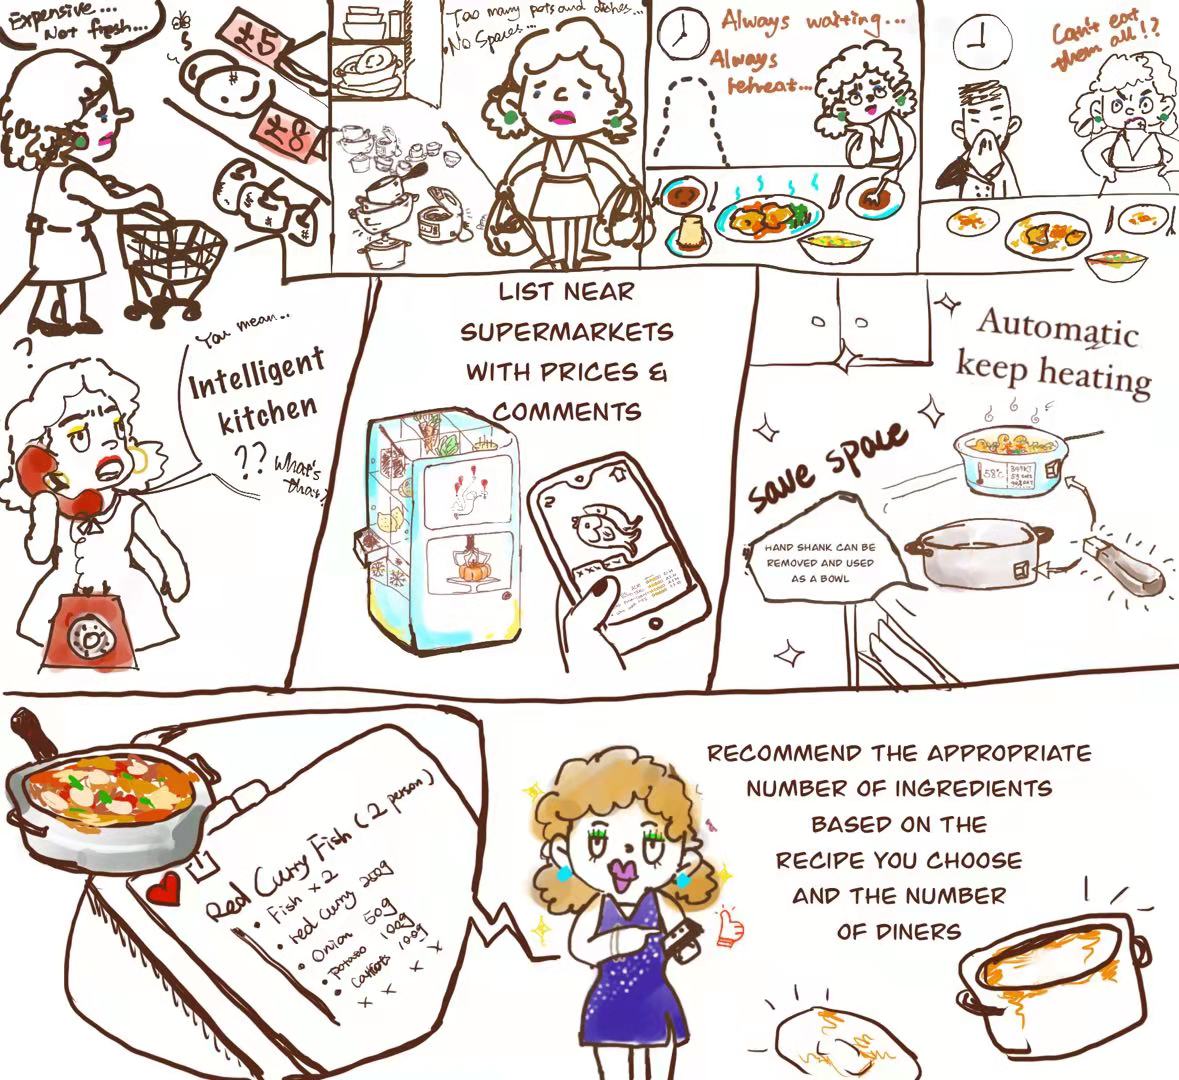 Expensive...
Not fresh...
£5
£8
Too many pots and dishes...
No Spaces...
Always waiting...
Always
reheat...
Can't eat
them all!?
?
You mean...
Intelligent
kitchen
?? What's
that?
LIST NEAR
SUPERMARKETS
WITH PRICES &
COMMENTS
Automatic
keep heating
save space
58°C
HAND SHANK CAN BE
REMOVED AND USED
AS A BOWL
Red Curry Fish (2 person)
• Fish x2
• red curry 200g
• Onion 50g
• potato 100g
• carrots 100g
x x x x
RECOMMEND THE APPROPRIATE
NUMBER OF INGREDIENTS
BASED ON THE
RECIPE YOU CHOOSE
AND THE NUMBER
OF DINERS